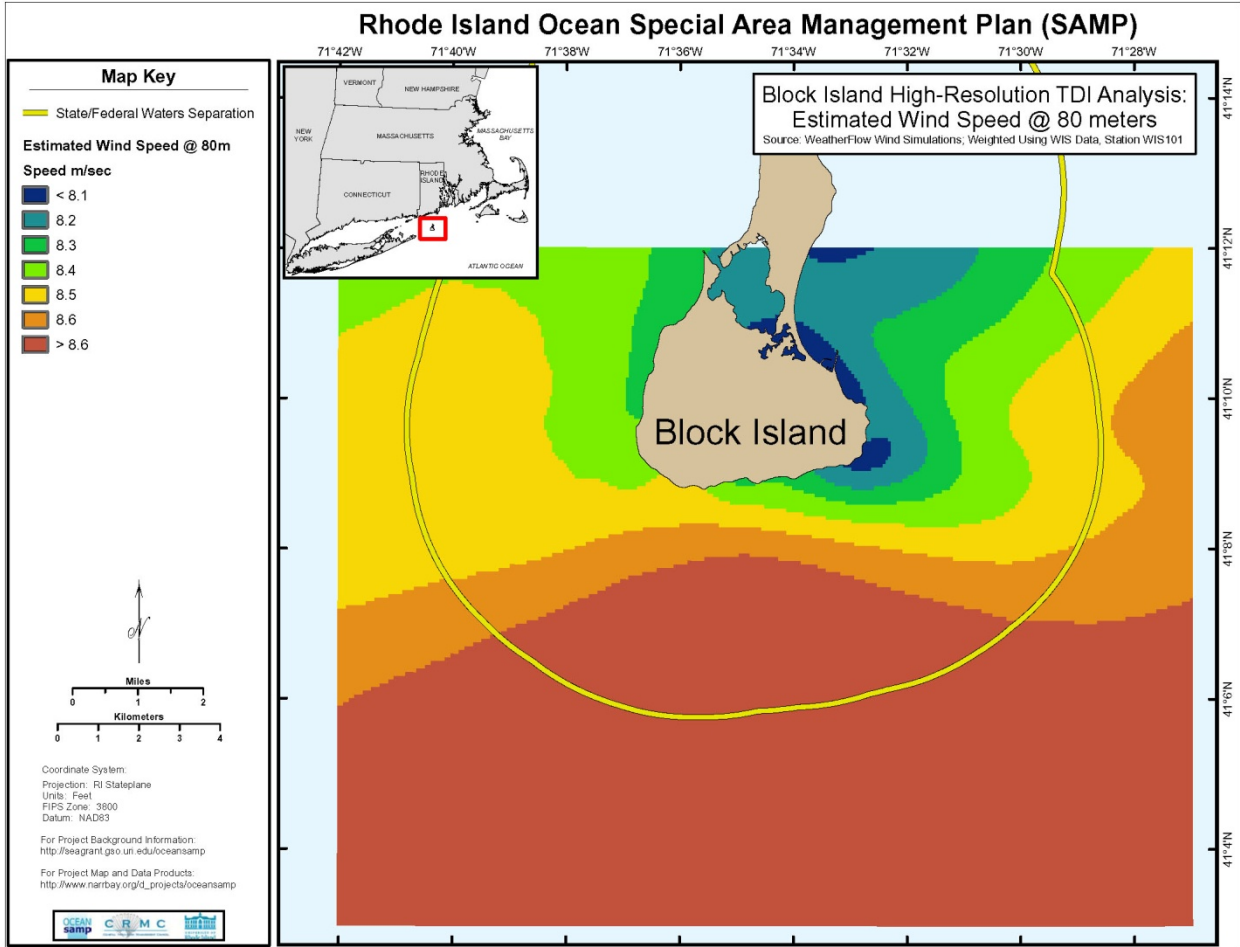 Rhode Island Ocean Special Area Management Plan (SAMP)
71°42'W 71°40'W 71°38'W 71°36'W 71°34'W 71°32'W 71°30'W 71°28'W
Map Key
State/Federal Waters Separation
Estimated Wind Speed @ 80m
Speed m/sec
< 8.1
8.2
8.3
8.4
8.5
8.6
> 8.6
N
Miles
0 1 2
Kilometers
0 1 2 3 4
Coordinate System:
Projection: RI Stateplane
Units: Feet
FIPS Zone: 3800
Datum: NAD83
For Project Background Information:
http://seagrant.gso.uri.edu/oceansamp
For Project Map and Data Products:
http://www.narrbay.org/d_projects/oceansamp
OCEAN
samp
CRMC
VERMONT
NEW HAMPSHIRE
NEW
YORK
MASSACHUSETTS
MASSACHUSETTS
BAY
CONNECTICUT
RHODE
ISLAND
ATLANTIC OCEAN
Block Island High-Resolution TDI Analysis:
Estimated Wind Speed @ 80 meters
Source: WeatherFlow Wind Simulations; Weighted Using WIS Data, Station WIS101
Block Island
41°14'N
41°12'N
41°10'N
41°8'N
41°6'N
41°4'N